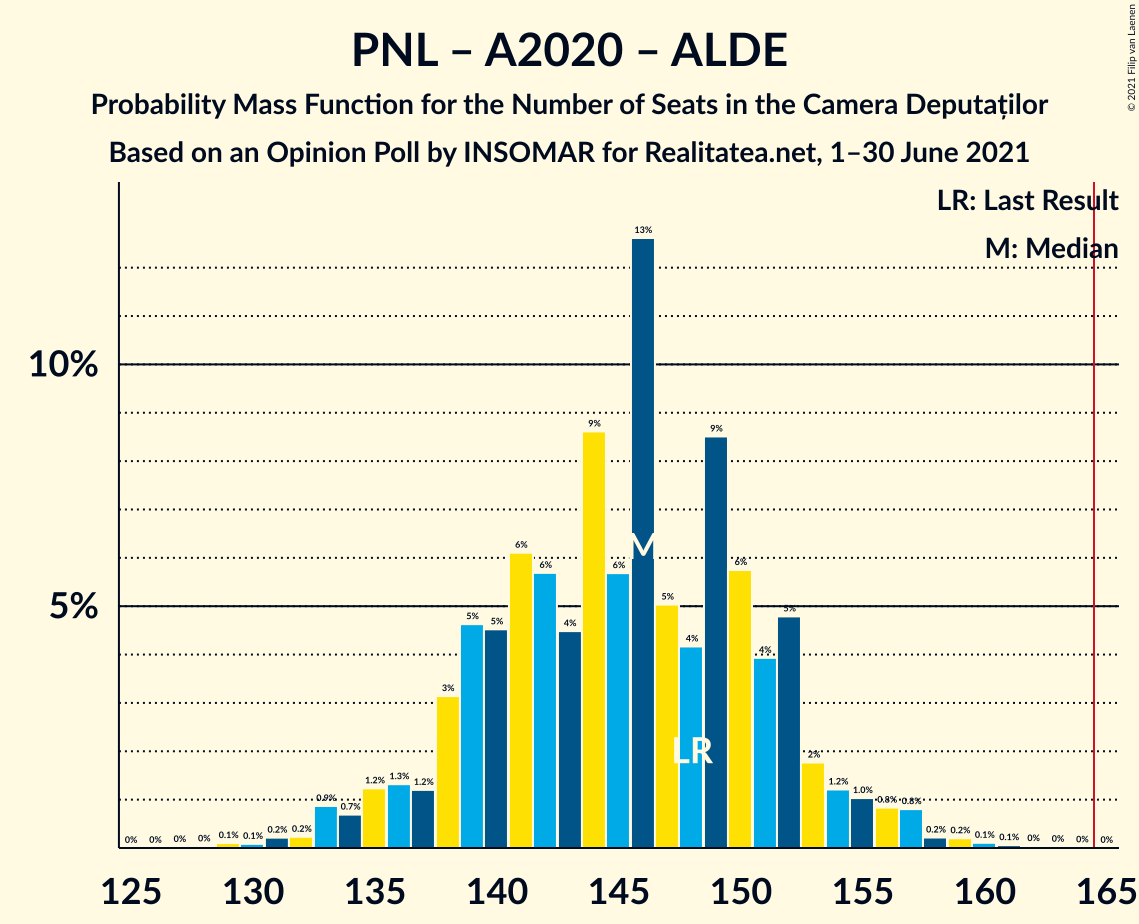 © 2021 Filip van Laenen
PNL – A2020 – ALDE
Probability Mass Function for the Number of Seats in the Camera Deputaților
Based on an Opinion Poll by INSOMAR for Realitatea.net, 1–30 June 2021
LR: Last Result
M: Median
10%
5%
0% 0% 0% 0% 0.1% 0.1% 0.2% 0.2% 0.9% 0.7% 1.2% 1.3% 1.2% 3% 5% 5% 6% 6% 4% 9% 6% 13% 5% 4% 9% 6% 4% 5% 2% 1.2% 1.0% 0.8% 0.8% 0.2% 0.2% 0.1% 0.1% 0% 0% 0% 0%
M
LR
125 130 135 140 145 150 155 160 165